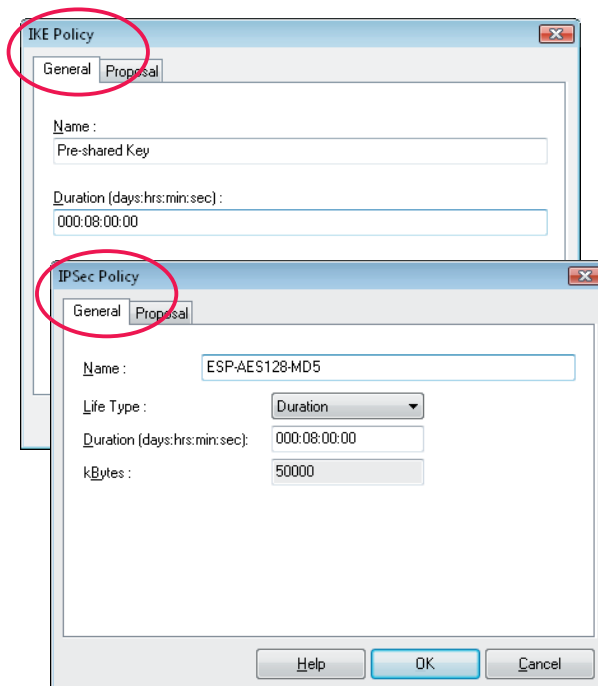 IKE Policy
General Proposal
Name :
Pre-shared Key
Duration (days:hrs:min:sec) :
000:08:00:00
IPSec Policy
General Proposal
Name : ESP-AES128-MD5
Life Type : Duration
Duration (days:hrs:min:sec): 000:08:00:00
kBytes : 50000
Help OK Cancel